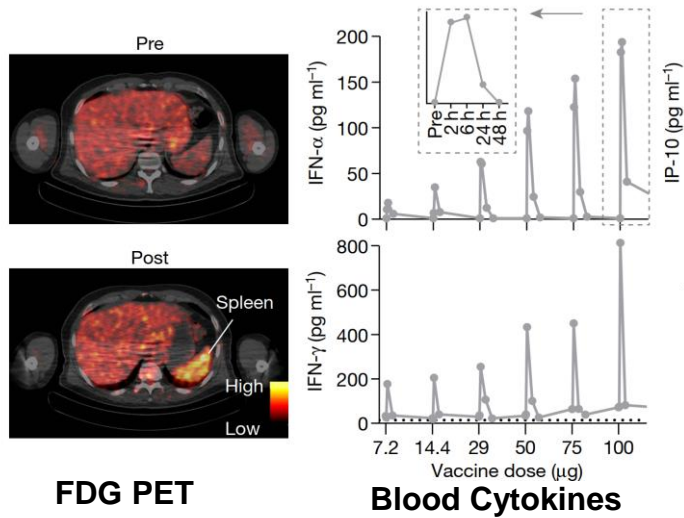 Pre
Post
Spleen
High
Low
FDG PET
Pre
2 h
6 h
24 h
48 h
IFN-α (pg ml⁻¹)
200
150
100
50
0
IP-10 (pg ml⁻¹)
IFN-γ (pg ml⁻¹)
800
600
400
200
0
7.2 14.4 29 50 75 100
Vaccine dose (µg)
Blood Cytokines